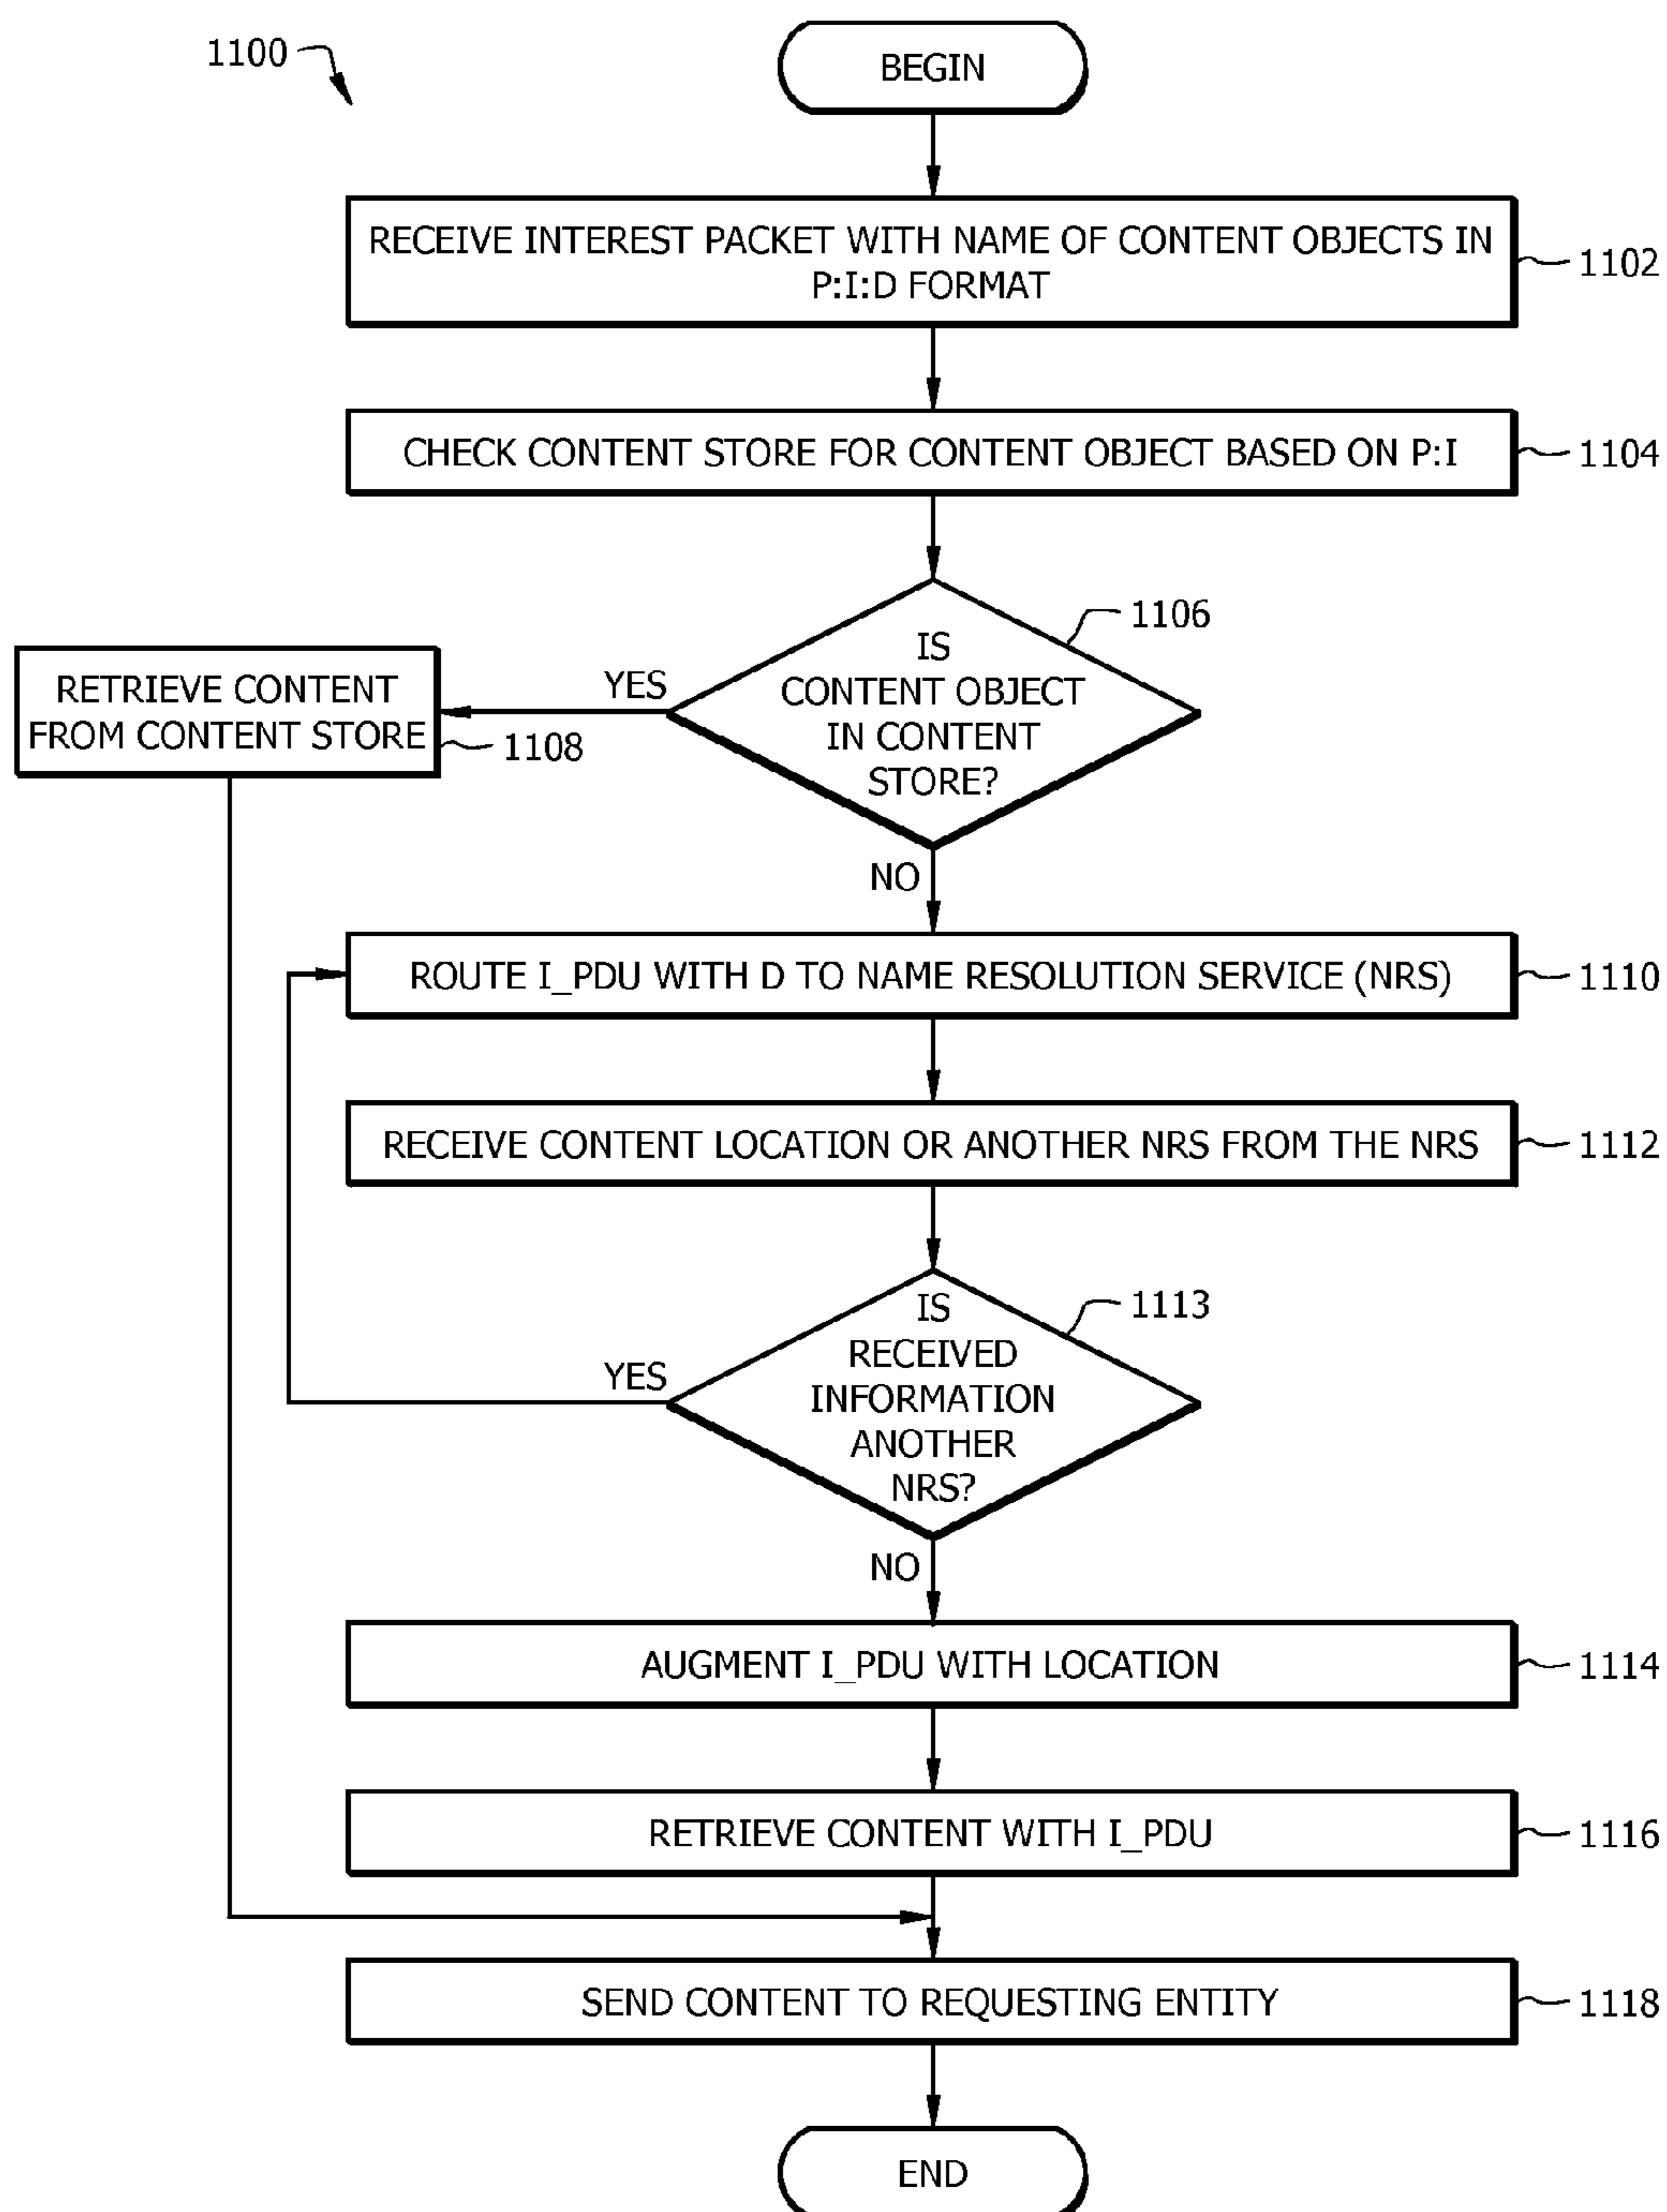 1100
BEGIN
RECEIVE INTEREST PACKET WITH NAME OF CONTENT OBJECTS IN
P:I:D FORMAT
1102
CHECK CONTENT STORE FOR CONTENT OBJECT BASED ON P:I
1104
1106
IS
CONTENT OBJECT
IN CONTENT
STORE?
YES
RETRIEVE CONTENT
FROM CONTENT STORE
1108
NO
ROUTE I_PDU WITH D TO NAME RESOLUTION SERVICE (NRS)
1110
RECEIVE CONTENT LOCATION OR ANOTHER NRS FROM THE NRS
1112
1113
IS
RECEIVED
INFORMATION
ANOTHER
NRS?
YES
NO
AUGMENT I_PDU WITH LOCATION
1114
RETRIEVE CONTENT WITH I_PDU
1116
SEND CONTENT TO REQUESTING ENTITY
1118
END